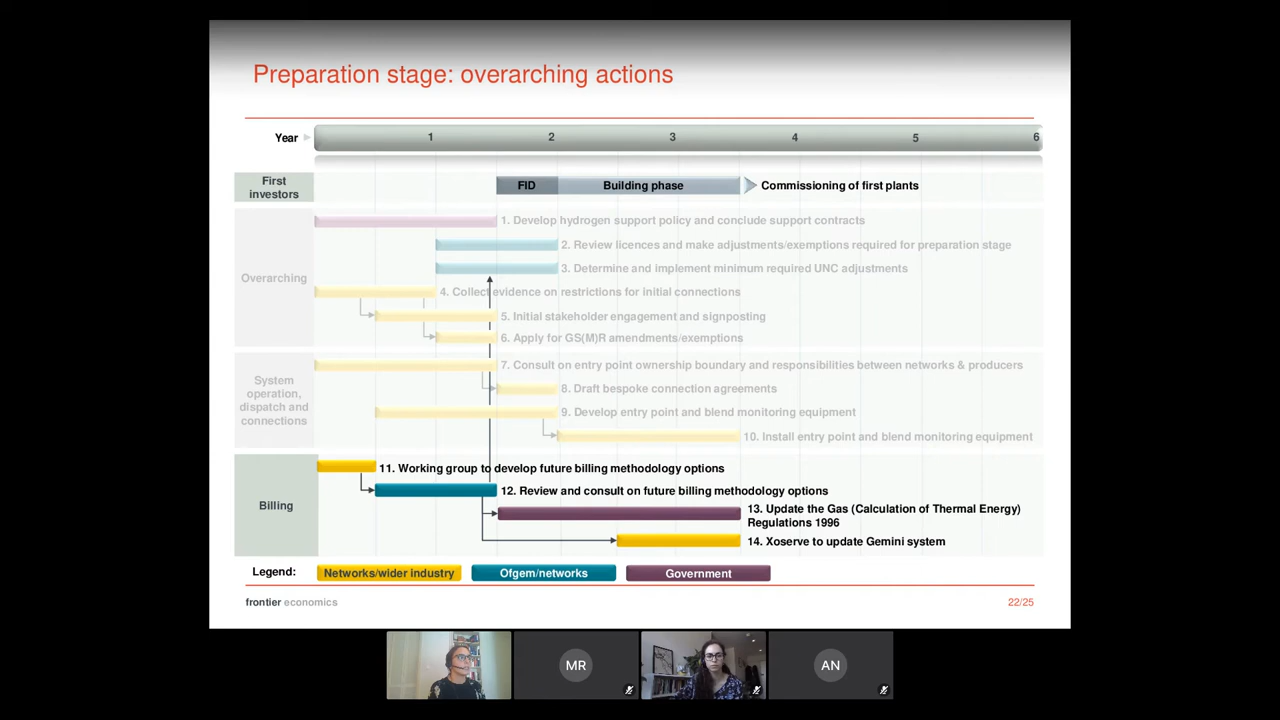 Preparation stage: overarching actions
Year 1 2 3 4 5 6
First
investors
FID
Building phase
Commissioning of first plants
Overarching
1. Develop hydrogen support policy and conclude support contracts
2. Review licences and make adjustments/exemptions required for preparation stage
3. Determine and implement minimum required UNC adjustments
4. Collect evidence on restrictions for initial connections
5. Initial stakeholder engagement and signposting
6. Apply for GS(M)R amendments/exemptions
System
operation,
dispatch and
connections
7. Consult on entry point ownership boundary and responsibilities between networks & producers
8. Draft bespoke connection agreements
9. Develop entry point and blend monitoring equipment
10. Install entry point and blend monitoring equipment
Billing
11. Working group to develop future billing methodology options
12. Review and consult on future billing methodology options
13. Update the Gas (Calculation of Thermal Energy)
Regulations 1996
14. Xoserve to update Gemini system
Legend:
Networks/wider industry
Ofgem/networks
Government
frontier economics
22/25
MR
AN